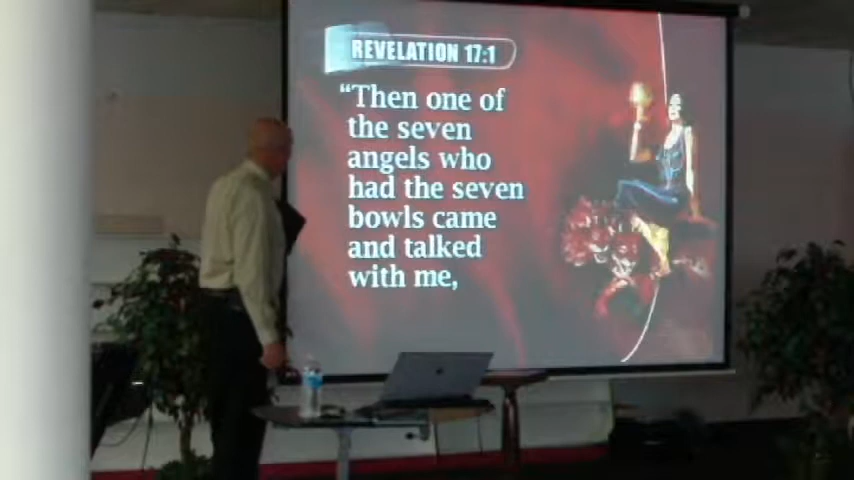 REVELATION 17:1
“Then one of
the seven
angels who
had the seven
bowls came
and talked
with me,